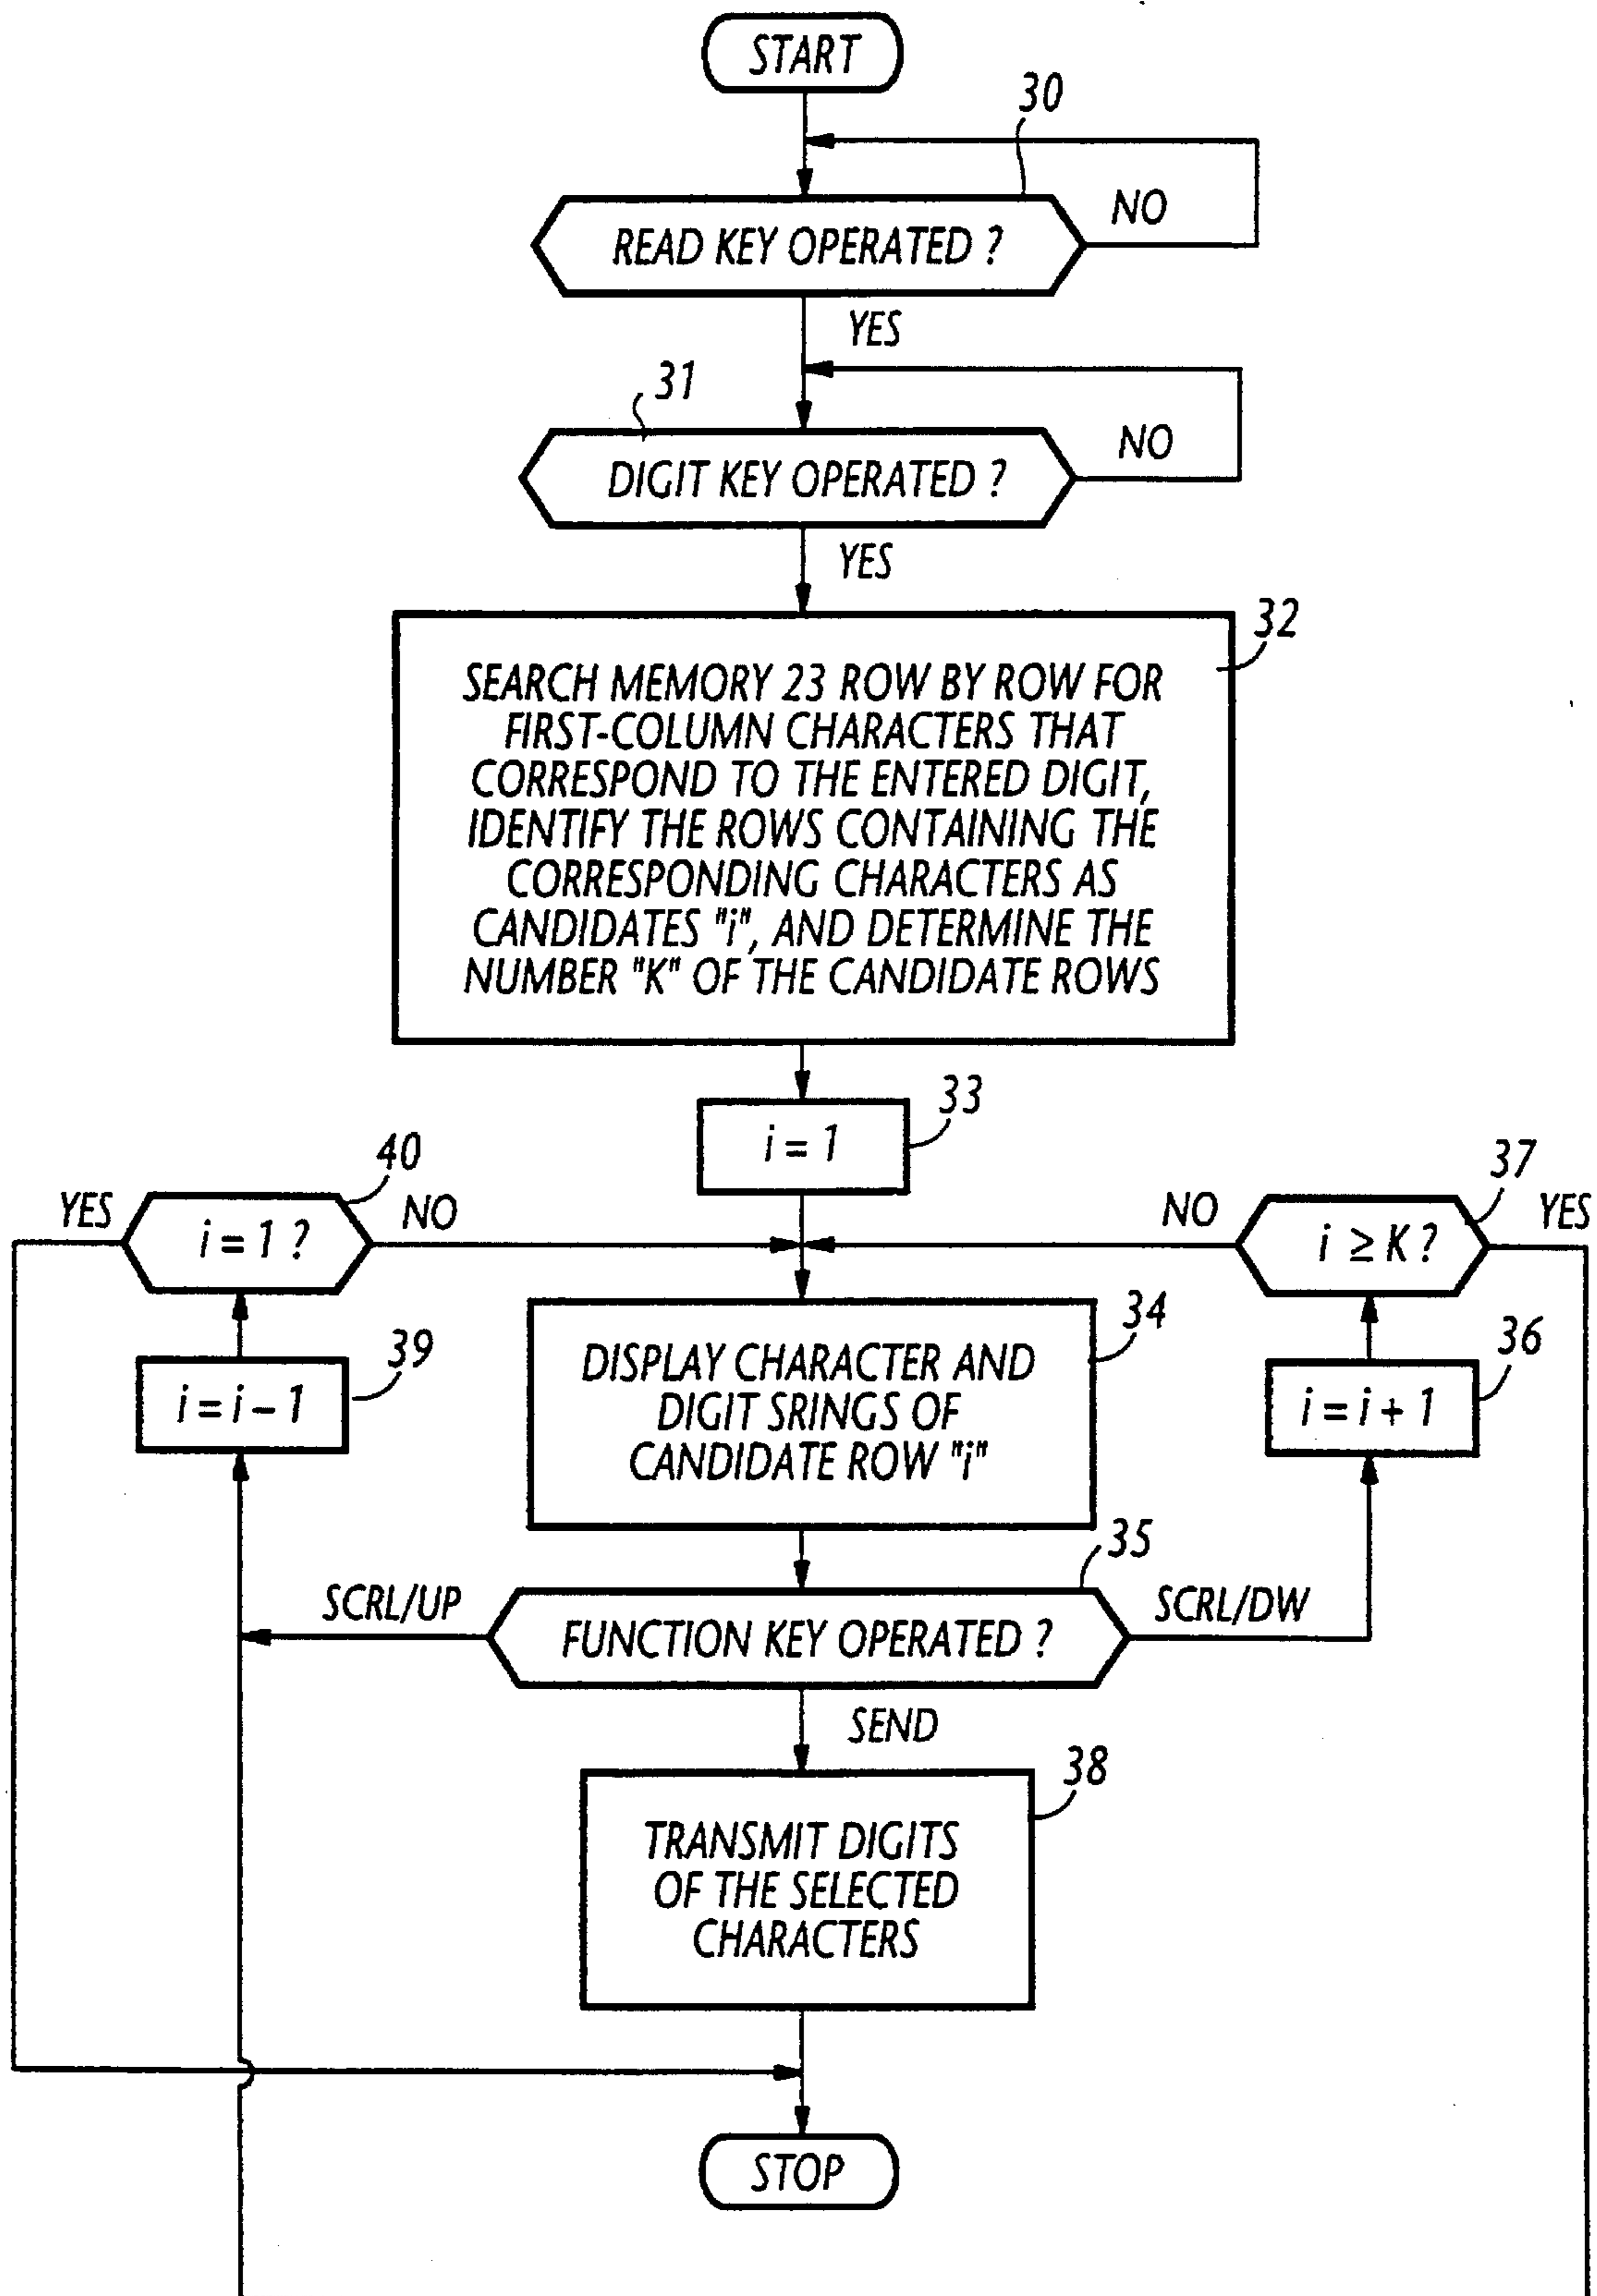 START
30
NO
READ KEY OPERATED ?
YES
31
NO
DIGIT KEY OPERATED ?
YES
32
SEARCH MEMORY 23 ROW BY ROW FOR
FIRST-COLUMN CHARACTERS THAT
CORRESPOND TO THE ENTERED DIGIT,
IDENTIFY THE ROWS CONTAINING THE
CORRESPONDING CHARACTERS AS
CANDIDATES "i", AND DETERMINE THE
NUMBER "K" OF THE CANDIDATE ROWS
33
i = 1
40
YES
i = 1 ?
NO
37
NO
i ≥ K ?
YES
34
DISPLAY CHARACTER AND
DIGIT SRINGS OF
CANDIDATE ROW "i"
39
i = i – 1
36
i = i + 1
35
SCRL/UP
FUNCTION KEY OPERATED ?
SCRL/DW
SEND
38
TRANSMIT DIGITS
OF THE SELECTED
CHARACTERS
STOP